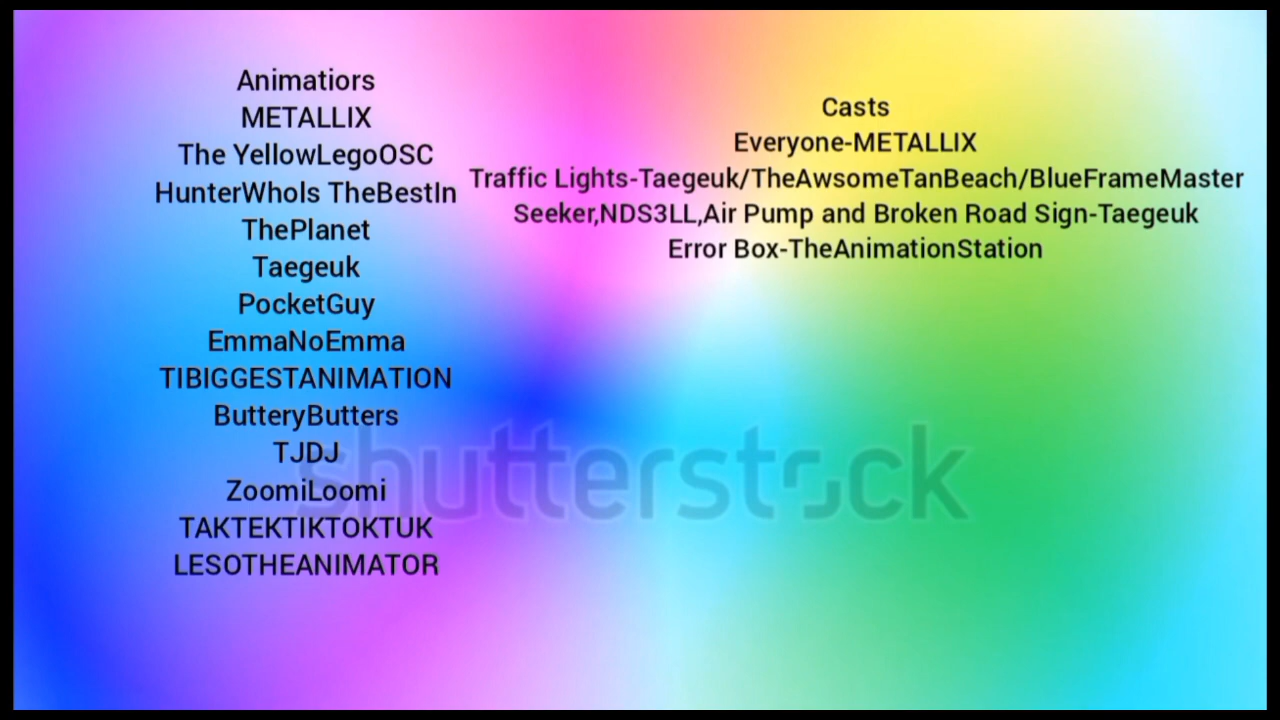 Animatiors
METALLIX
The YellowLegoOSC
HunterWhoIs TheBestIn
ThePlanet
Taegeuk
PocketGuy
EmmaNoEmma
TIBIGGESTANIMATION
ButteryButters
TJDJ
ZoomiLoomi
TAKTEKTIKTOKTUK
LESOTHEANIMATOR
Casts
Everyone-METALLIX
Traffic Lights-Taegeuk/TheAwsomeTanBeach/BlueFrameMaster
Seeker,NDS3LL,Air Pump and Broken Road Sign-Taegeuk
Error Box-TheAnimationStation
shutterstock